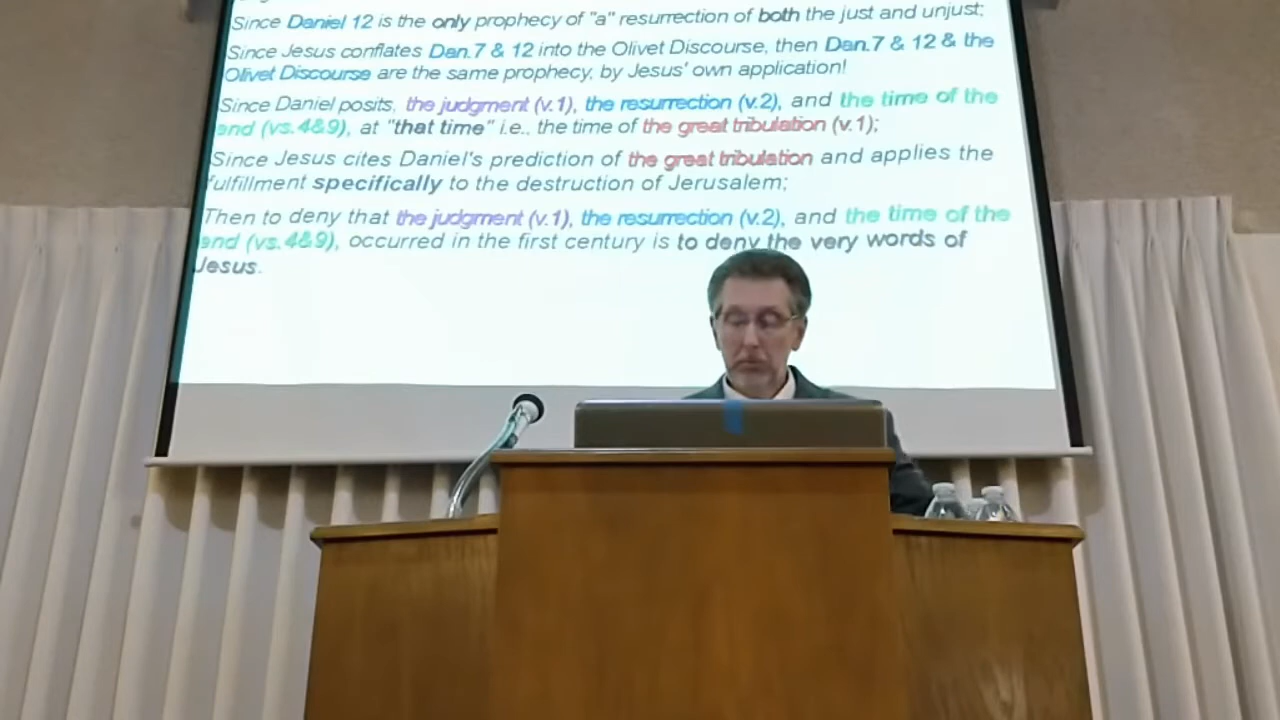 Since Daniel 12 is the only prophecy of "a" resurrection of both the just and unjust;
Since Jesus conflates Dan.7 & 12 into the Olivet Discourse, then Dan.7 & 12 & the
Olivet Discourse are the same prophecy, by Jesus' own application!
Since Daniel posits, the judgment (v.1), the resurrection (v.2), and the time of the
end (vs.4&9), at "that time" i.e., the time of the great tribulation (v.1);
Since Jesus cites Daniel's prediction of the great tribulation and applies the
fulfillment specifically to the destruction of Jerusalem;
Then to deny that the judgment (v.1), the resurrection (v.2), and the time of the
end (vs.4&9), occurred in the first century is to deny the very words of
Jesus.